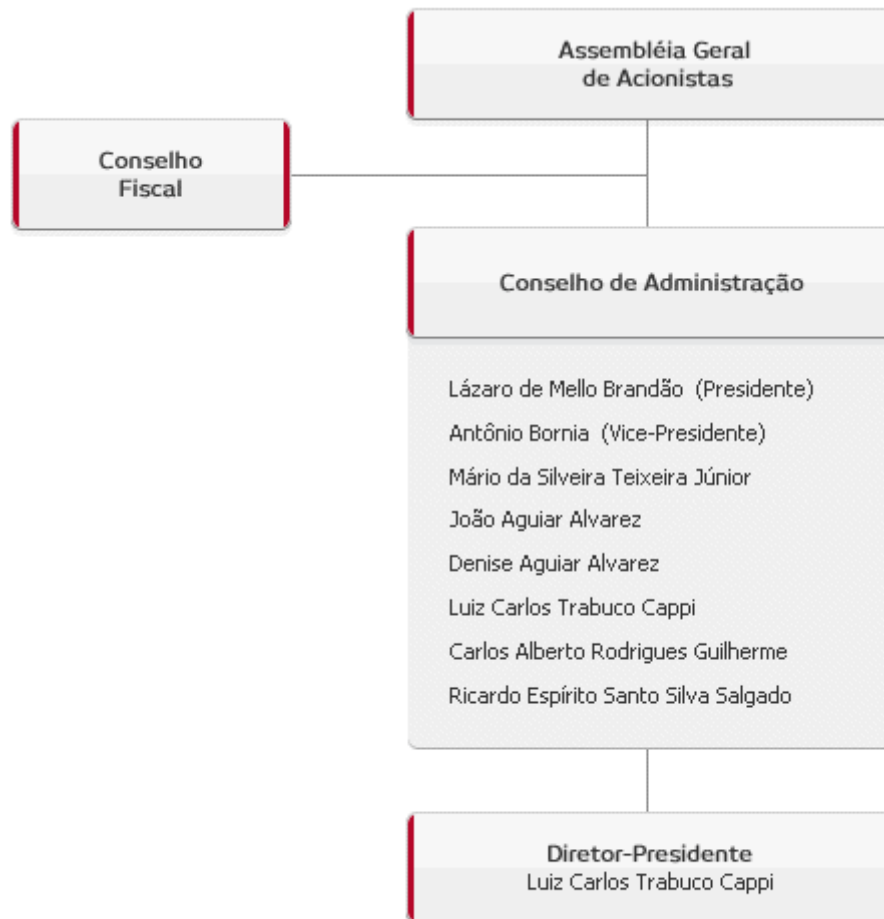 Assembléia Geral
de Acionistas
Conselho
Fiscal
Conselho de Administração
Lázaro de Mello Brandão (Presidente)
Antônio Bornia (Vice-Presidente)
Mário da Silveira Teixeira Júnior
João Aguiar Alvarez
Denise Aguiar Alvarez
Luiz Carlos Trabuco Cappi
Carlos Alberto Rodrigues Guilherme
Ricardo Espírito Santo Silva Salgado
Diretor-Presidente
Luiz Carlos Trabuco Cappi